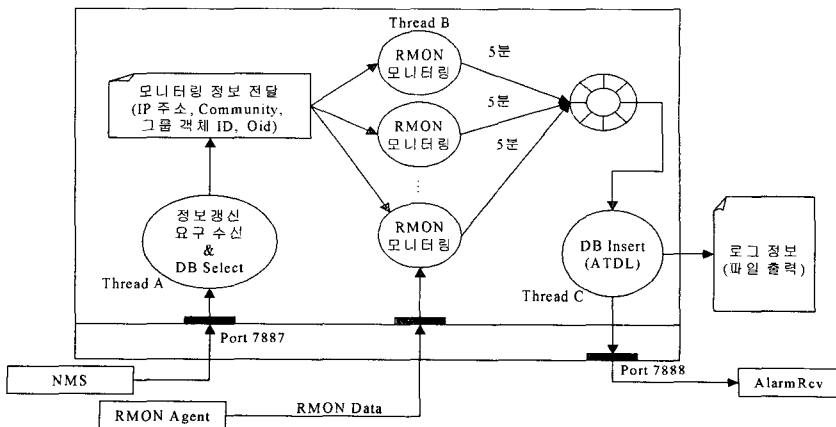 Thread B
RMON
모니터링
5분
모니터링 정보 전달
(IP 주소, Community,
그룹 객체 ID, Oid)
RMON
모니터링
5분
5분
⋮
RMON
모니터링
정보갱신
요구 수신
&
DB Select
Thread A
DB Insert
(ATDL)
Thread C
로그 정보
(파일 출력)
Port 7887
Port 7888
NMS
AlarmRcv
RMON Agent
RMON Data